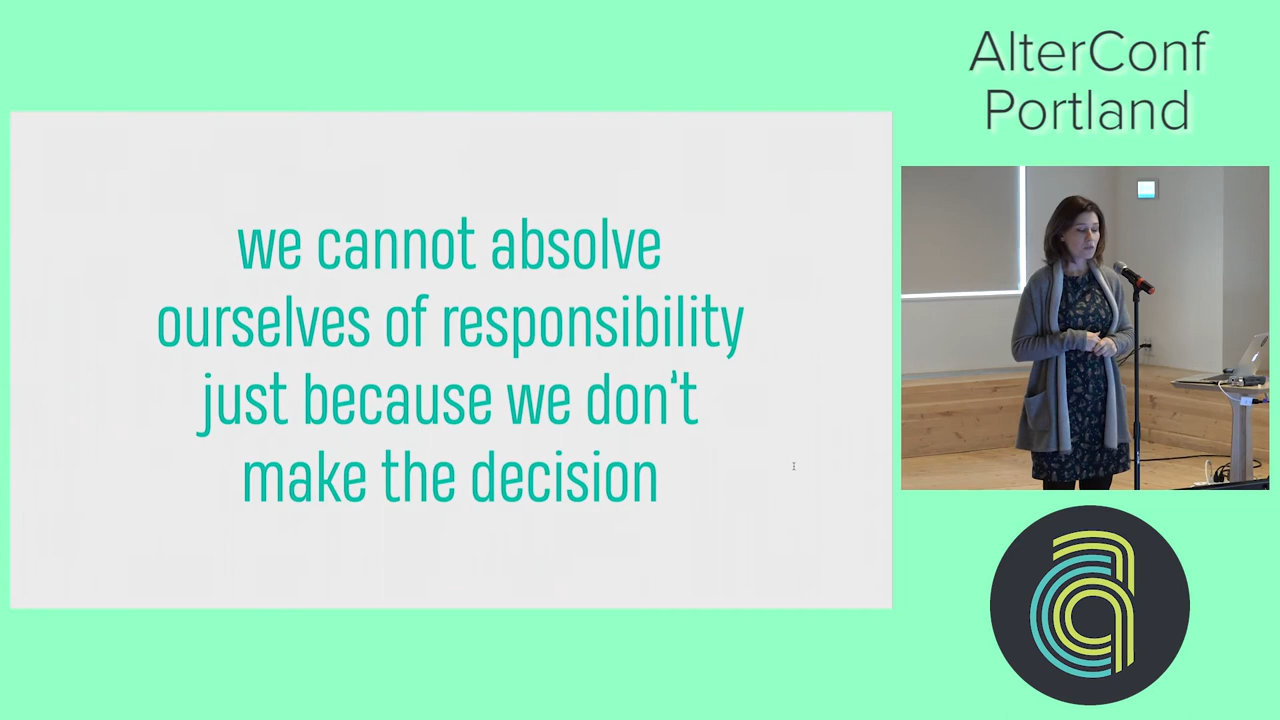 AlterConf
Portland
we cannot absolve
ourselves of responsibility
just because we don't
make the decision